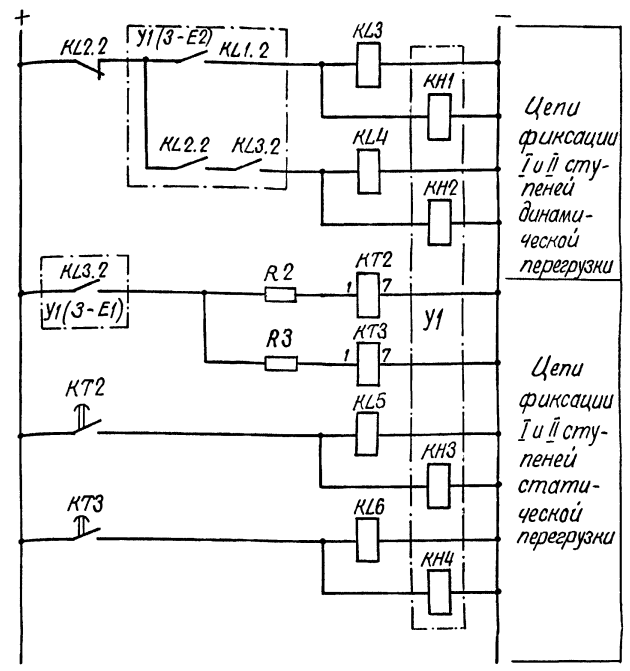 +
−
KL2.2
У1(3-E2)
KL1.2
KL3
KH1
KL2.2
KL3.2
KL4
KH2
Цепи
фиксации
I и II сту-
пеней
динами-
ческой
перегрузки
KL3.2
У1(3-E1)
R2
1
KT2
7
R3
1
KT3
7
У1
KT2
KL5
KH3
KT3
KL6
KH4
Цепи
фиксации
I и II сту-
пеней
стати-
ческой
перегрузки